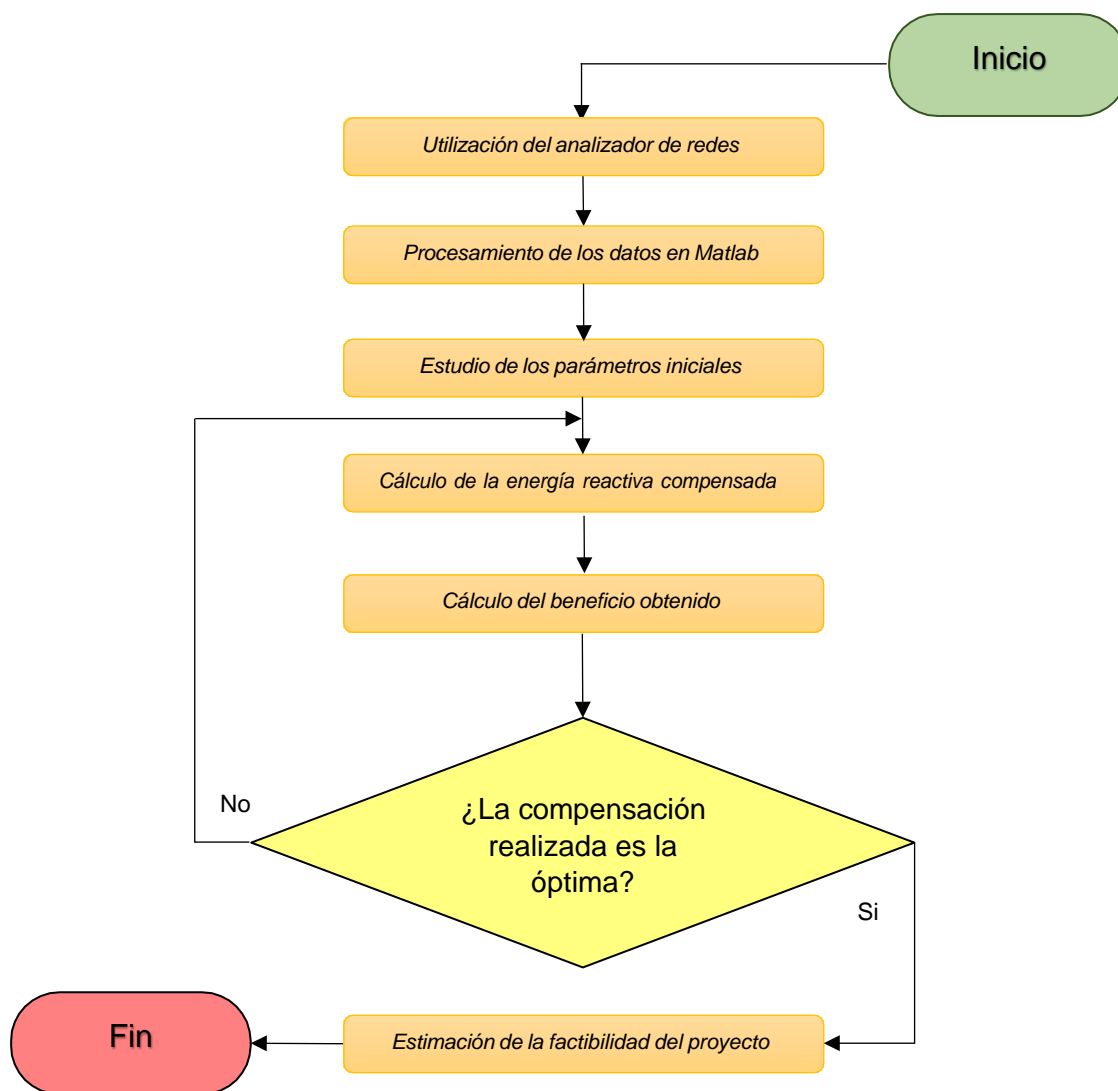 Inicio
Utilización del analizador de redes
Procesamiento de los datos en Matlab
Estudio de los parámetros iniciales
Cálculo de la energía reactiva compensada
Cálculo del beneficio obtenido
No
¿La compensación
realizada es la
óptima?
Si
Fin
Estimación de la factibilidad del proyecto